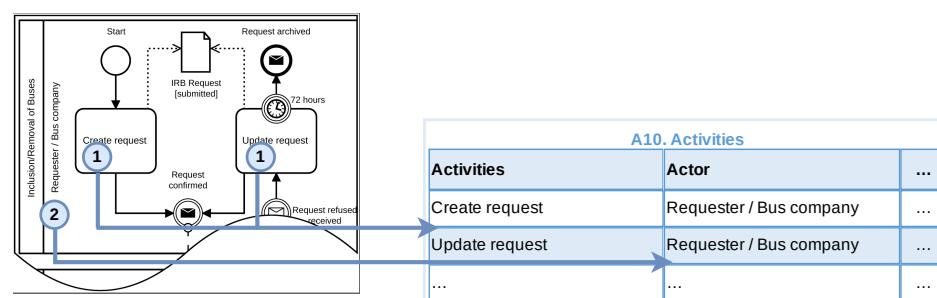 Inclusion/Removal of Buses
Requester / Bus company
Start
Request archived
IRB Request
[submitted]
72 hours
Create request
Update request
1
1
Request
confirmed
2
Request refused
received
A10. Activities
Activities Actor ...
Create request Requester / Bus company ...
Update request Requester / Bus company ...
... ... ...